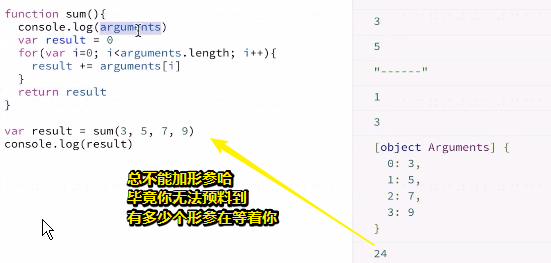 function sum(){
console.log(arguments)
var result = 0
for(var i=0; i<arguments.length; i++){
result += arguments[i]
}
return result
}
var result = sum(3, 5, 7, 9)
console.log(result)
总不能加形参哈
毕竟你无法预料到
有多少个形参在等着你
3
5
"------"
1
3
[object Arguments] {
0: 3,
1: 5,
2: 7,
3: 9
}
24